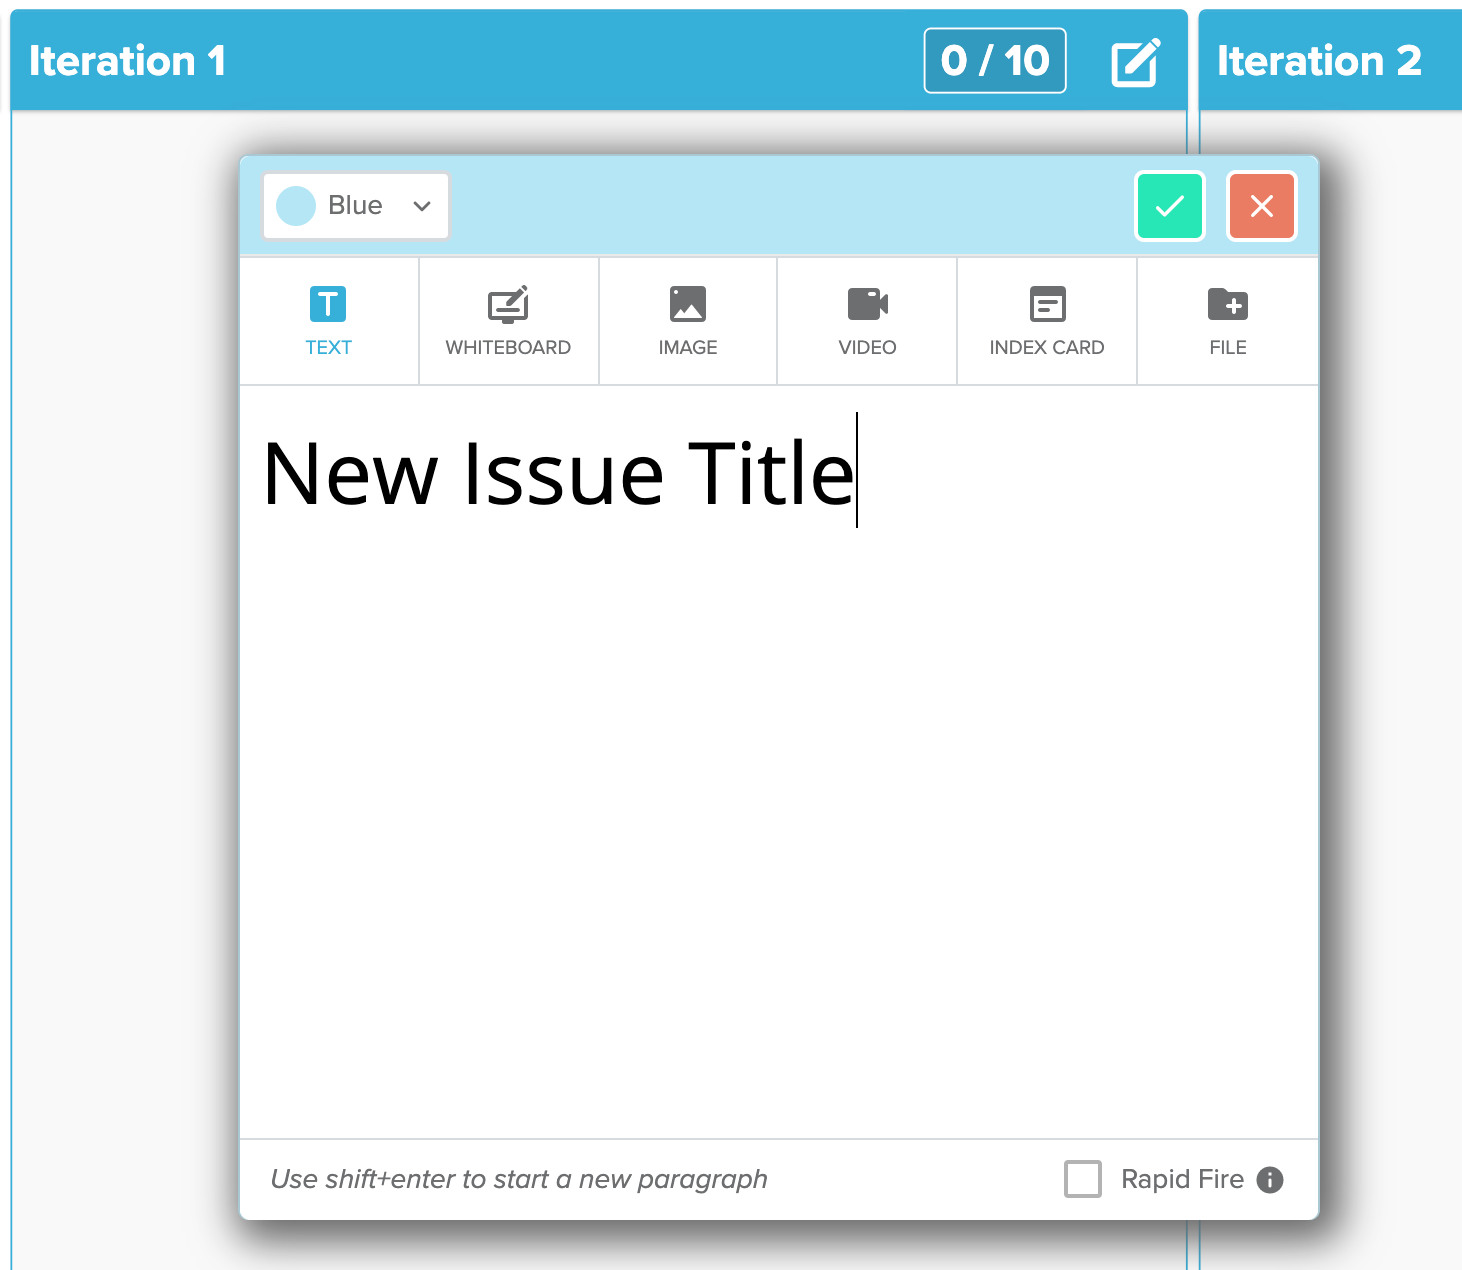 Iteration 1
0 / 10
Iteration 2
Blue
TEXT
WHITEBOARD
IMAGE
VIDEO
INDEX CARD
FILE
New Issue Title
Use shift+enter to start a new paragraph
Rapid Fire